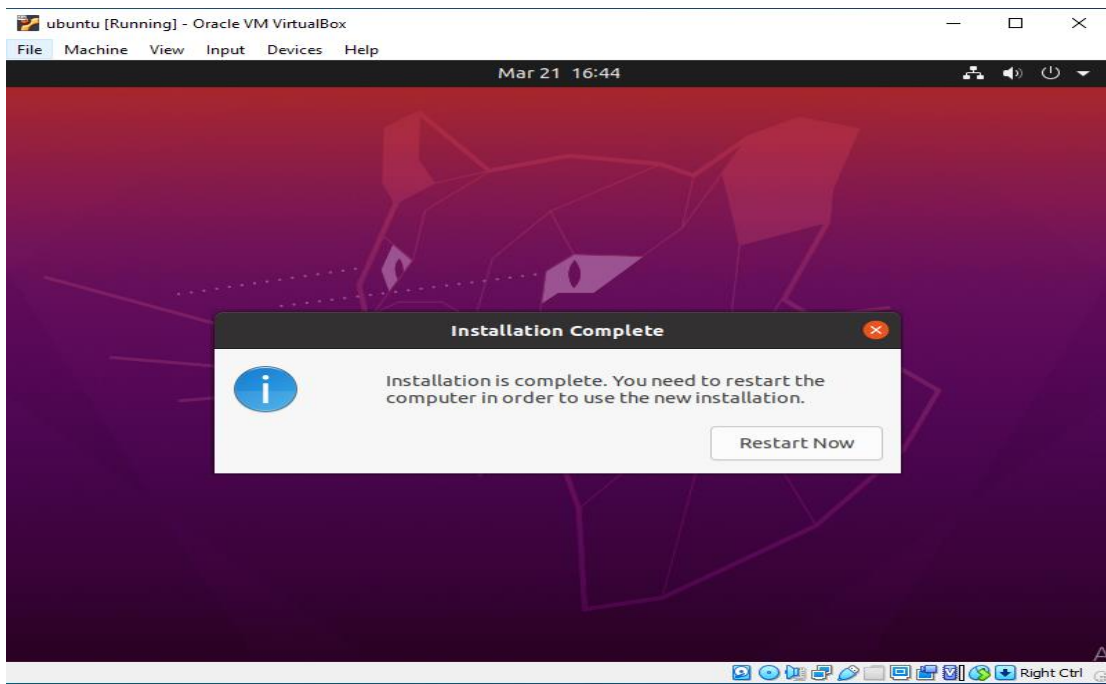 ubuntu [Running] - Oracle VM VirtualBox
File Machine View Input Devices Help
Mar 21 16:44
Installation Complete
Installation is complete. You need to restart the
computer in order to use the new installation.
Restart Now
Right Ctrl